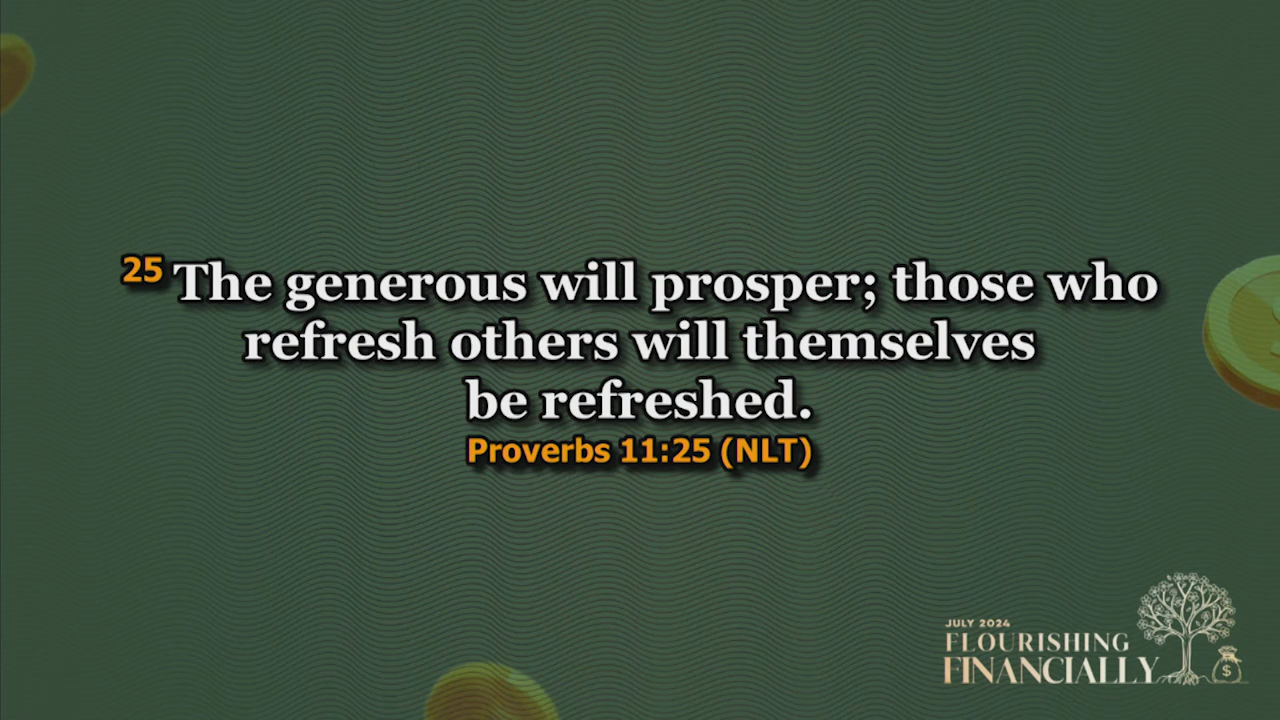 25 The generous will prosper; those who
refresh others will themselves
be refreshed.
Proverbs 11:25 (NLT)
JULY 2024
FLOURISHING
FINANCIALLY
$